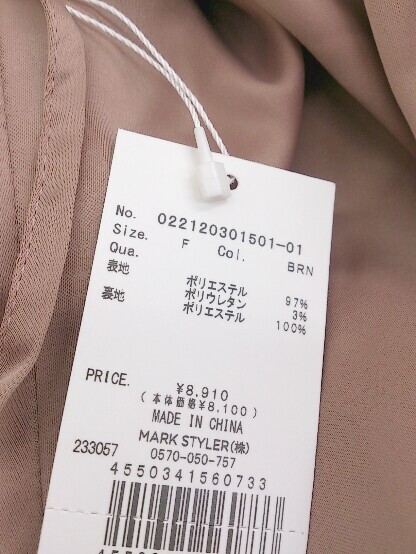 No. 022120301501-01
Size. F Col. BRN
Qua.
表地 ポリエステル 97%
ポリウレタン 3%
裏地 ポリエステル 100%
PRICE. ¥8,910
(本体価格¥8,100)
MADE IN CHINA
MARK STYLER(株)
233057 0570-050-757
4550341560733